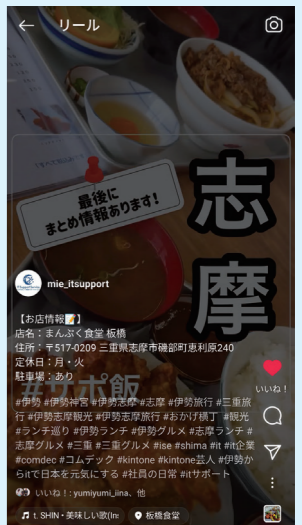 リール
最後に
まとめ情報あります！
志
摩
mie_itsupport
【お店情報📝】
店名：まんぷく食堂 板橋
住所：〒517-0209 三重県志摩市磯部町恵利原240
定休日：月・火
駐車場：あり
#サポ飯
#伊勢 #伊勢神宮 #伊勢志摩 #志摩 #伊勢旅行 #三重旅
行 #伊勢志摩観光 #伊勢志摩旅行 #おかげ横丁 #観光
#ランチ巡り #伊勢ランチ #伊勢グルメ #志摩ランチ #
志摩グルメ #三重 #三重グルメ #ise #shima #it #it企業
#comdec #コムデック #kintone #kintone芸人 #伊勢か
らitで日本を元気にする #社員の日常 #itサポート
いいね！
いいね！: yumiyumi_iina、他
t. SHIN・美味しい歌(In:
板橋食堂